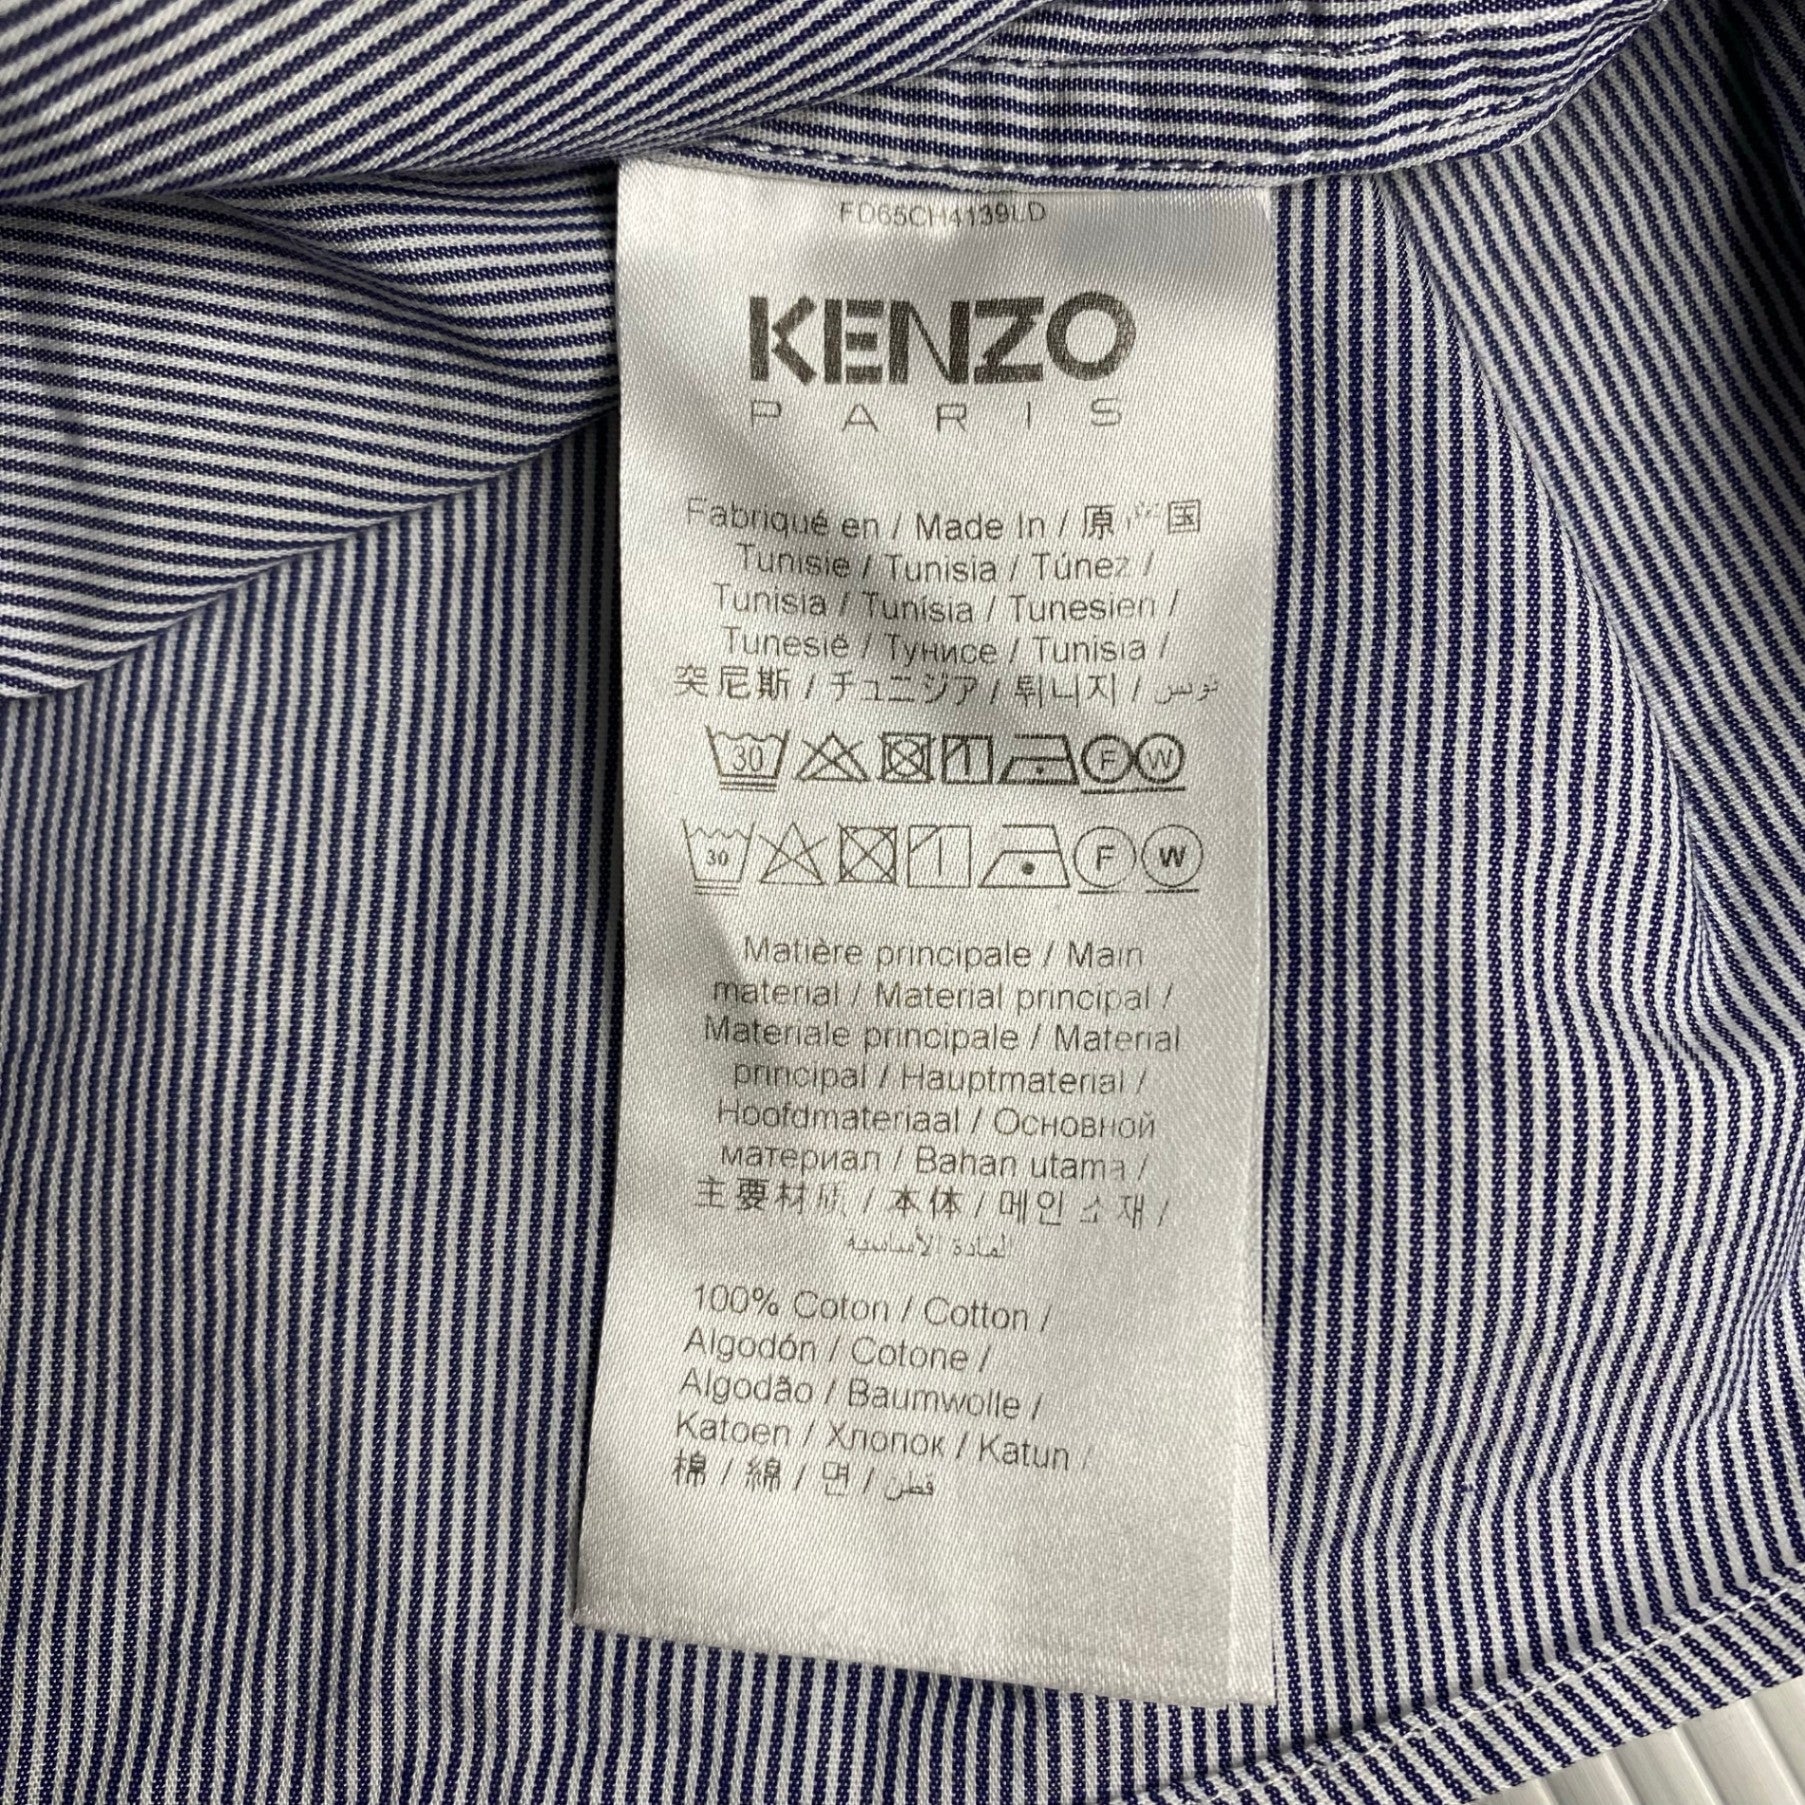 FD65CH4139LD
KENZO
PARIS
Fabriqué en / Made In / 原 国
Tunisie / Tunisia / Túnez /
Tunisia / Tunísia / Tunesien /
Tunesië / Тунисе / Tunisia /
突尼斯 / チュニジア / 튀니지 / تونس
30 F W
30 F W
Matière principale / Main
material / Material principal /
Materiale principale / Material
principal / Hauptmaterial /
Hoofdmateriaal / Основной
материал / Bahan utama /
主要材质 / 本体 / 메인 소재 /
المادة الأساسية
100% Coton / Cotton /
Algodón / Cotone /
Algodão / Baumwolle /
Katoen / Хлопок / Katun /
棉 / 綿 / 면 / قطن